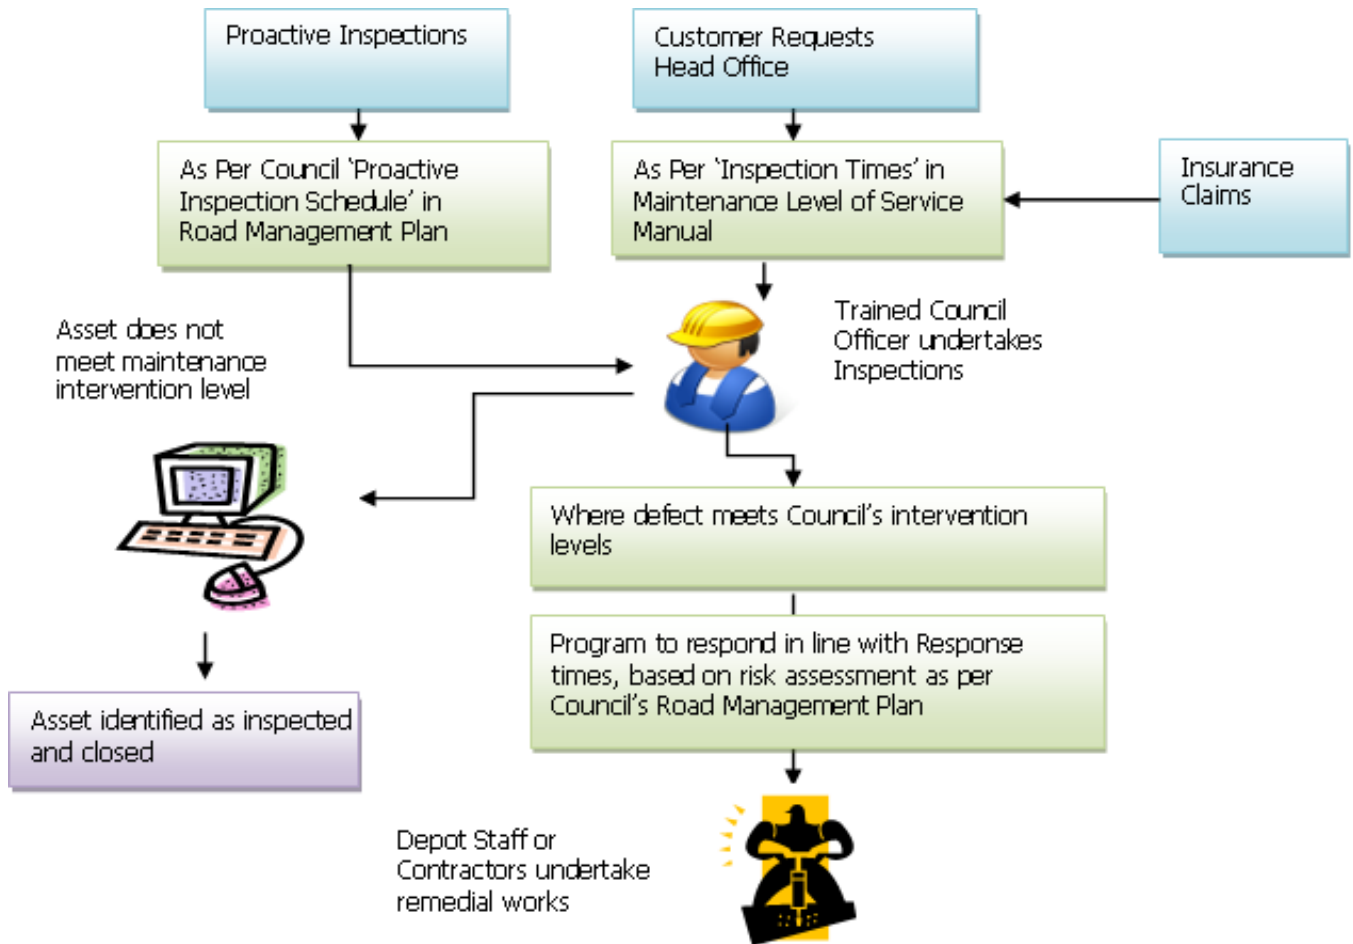 Proactive Inspections
Customer Requests
Head Office
As Per Council ‘Proactive
Inspection Schedule’ in
Road Management Plan
As Per ‘Inspection Times’ in
Maintenance Level of Service
Manual
Insurance
Claims
Asset does not
meet maintenance
intervention level
Trained Council
Officer undertakes
Inspections
Where defect meets Council’s intervention
levels
Program to respond in line with Response
times, based on risk assessment as per
Council’s Road Management Plan
Asset identified as inspected
and closed
Depot Staff or
Contractors undertake
remedial works